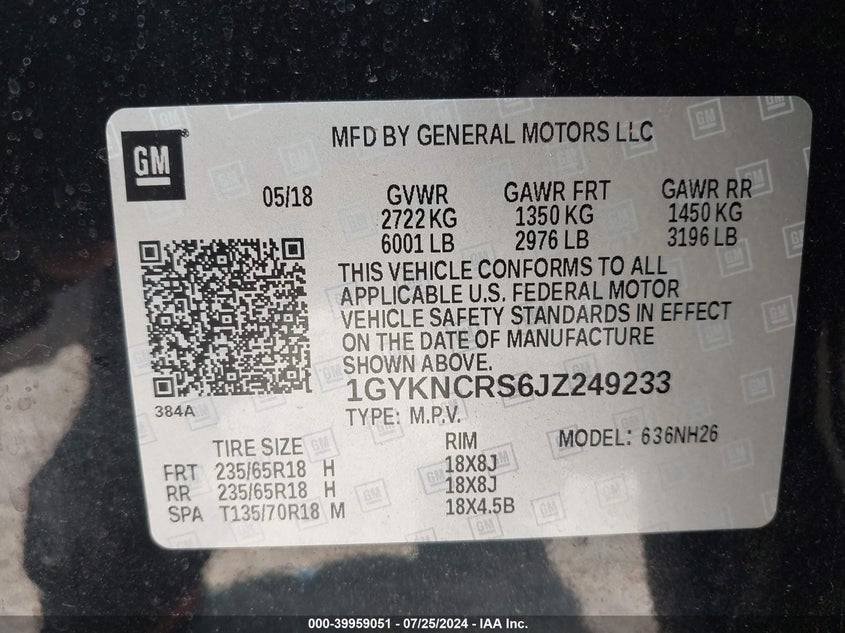 MFD BY GENERAL MOTORS LLC
GM
05/18 GVWR GAWR FRT GAWR RR
2722 KG 1350 KG 1450 KG
6001 LB 2976 LB 3196 LB
THIS VEHICLE CONFORMS TO ALL
APPLICABLE U.S. FEDERAL MOTOR
VEHICLE SAFETY STANDARDS IN EFFECT
ON THE DATE OF MANUFACTURE
SHOWN ABOVE.
1GYKNCRS6JZ249233
384A
TYPE: M.P.V.
TIRE SIZE RIM MODEL: 636NH26
FRT 235/65R18 H 18X8J
RR 235/65R18 H 18X8J
SPA T135/70R18 M 18X4.5B
000-39959051 - 07/25/2024 - IAA Inc.